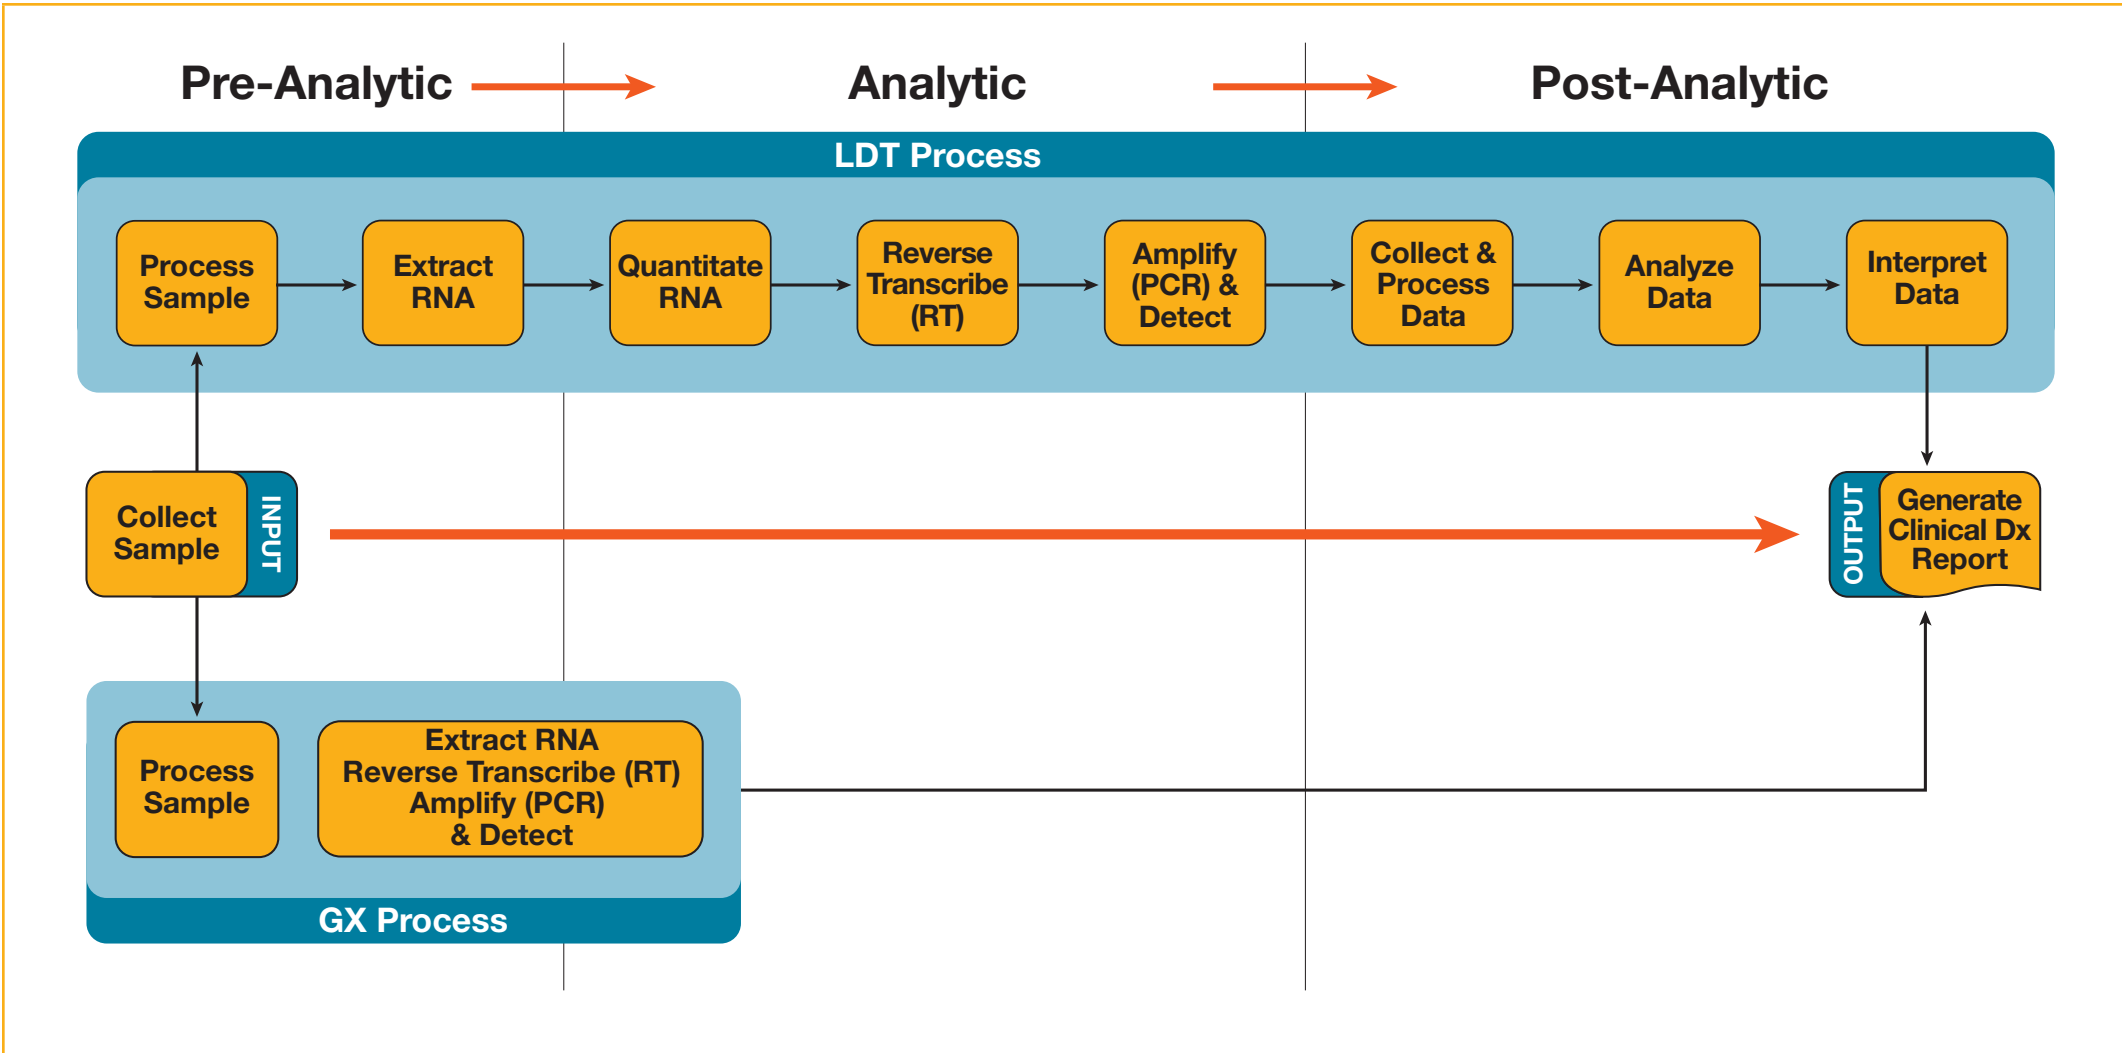 Pre-Analytic
Analytic
Post-Analytic
LDT Process
Process
Sample
Extract
RNA
Quantitate
RNA
Reverse
Transcribe
(RT)
Amplify
(PCR) &
Detect
Collect &
Process
Data
Analyze
Data
Interpret
Data
Collect
Sample
INPUT
OUTPUT
Generate
Clinical Dx
Report
Process
Sample
Extract RNA
Reverse Transcribe (RT)
Amplify (PCR)
& Detect
GX Process